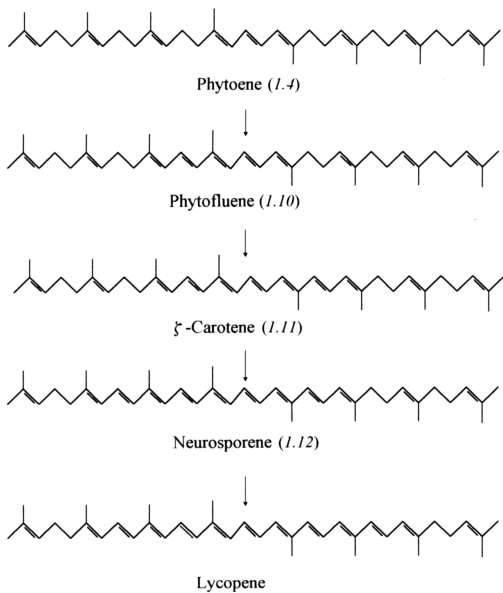 Phytoene (1.4)
Phytofluene (1.10)
ζ-Carotene (1.11)
Neurosporene (1.12)
Lycopene